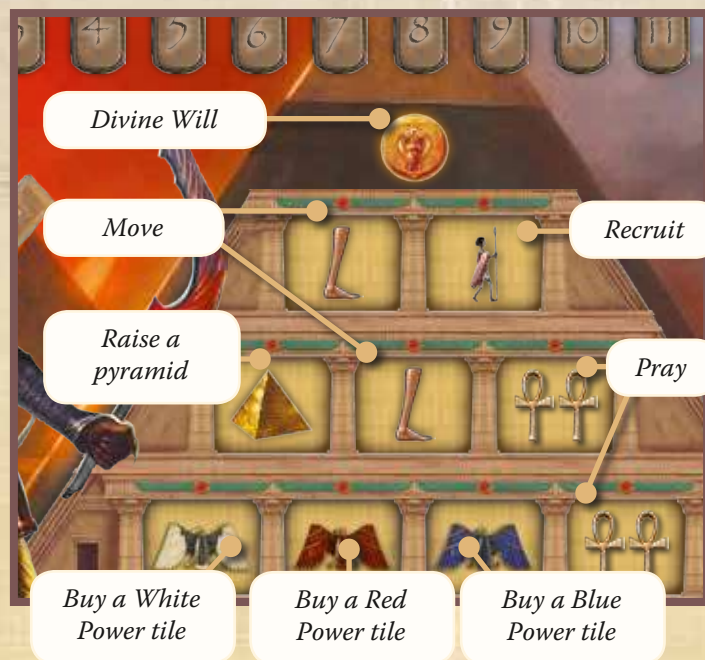 4 5 6 7 8 9 10 11
Divine Will
Move
Recruit
Raise a
pyramid
Pray
Buy a White
Power tile
Buy a Red
Power tile
Buy a Blue
Power tile